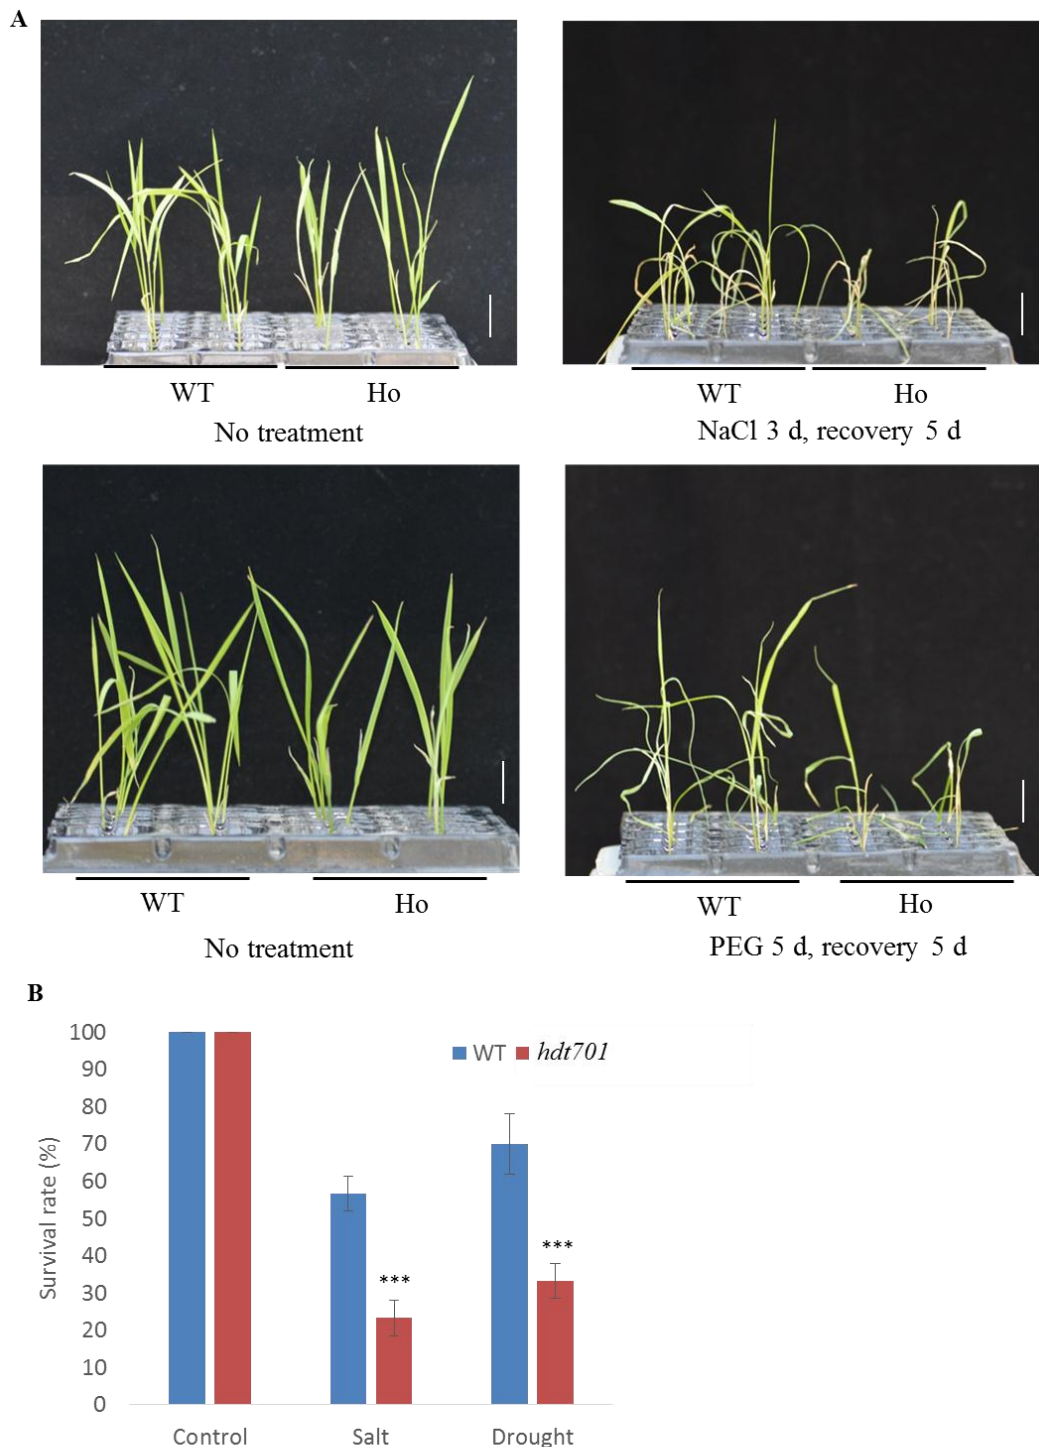 A
WT Ho
No treatment
WT Ho
NaCl 3 d, recovery 5 d
WT Ho
No treatment
WT Ho
PEG 5 d, recovery 5 d
B
WT hdt701
Survival rate (%)
100
90
80
70
60
50
40
30
20
10
0
***
***
Control Salt Drought